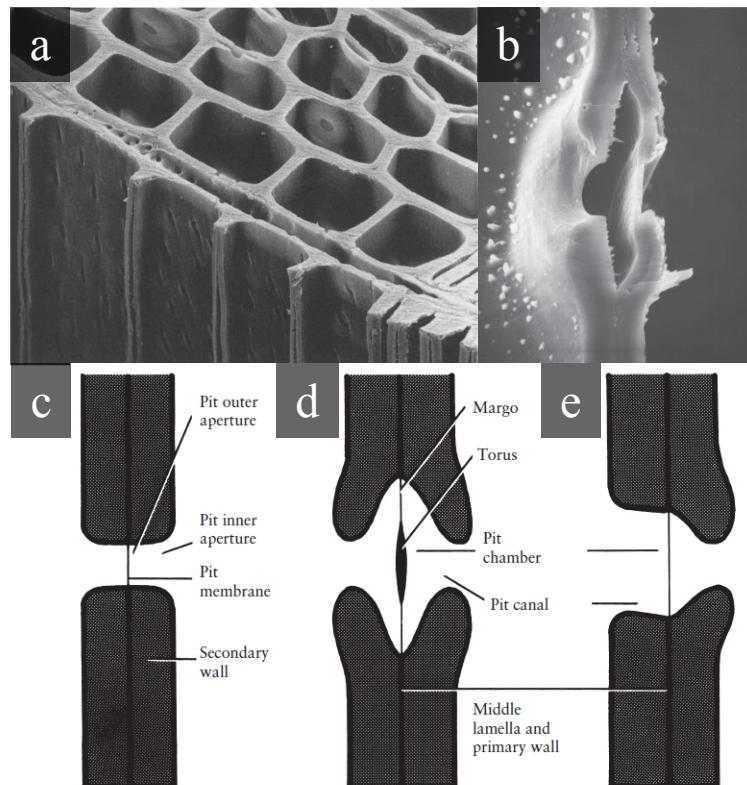 a
b
c
d
e
Pit outer
aperture
Pit inner
aperture
Pit
membrane
Secondary
wall
Margo
Torus
Pit
chamber
Pit canal
Middle
lamella and
primary wall